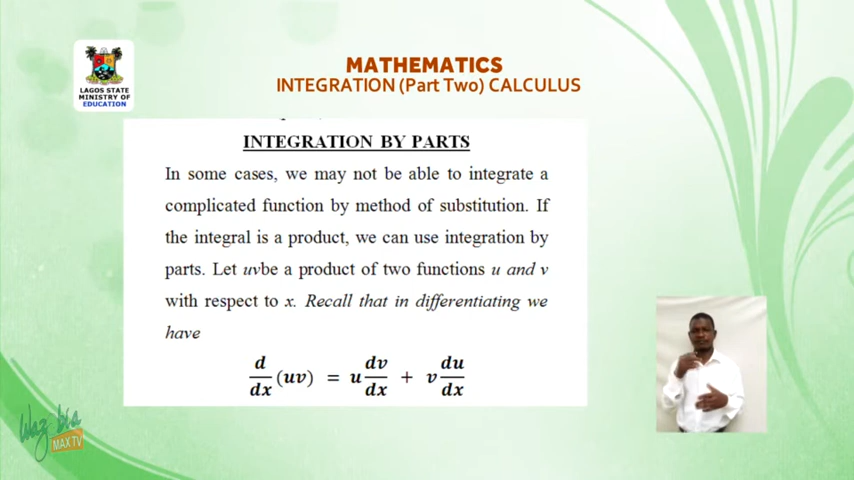 LAGOS STATE
MINISTRY OF
EDUCATION
MATHEMATICS
INTEGRATION (Part Two) CALCULUS
INTEGRATION BY PARTS
In some cases, we may not be able to integrate a
complicated function by method of substitution. If
the integral is a product, we can use integration by
parts. Let uvbe a product of two functions u and v
with respect to x. Recall that in differentiating we
have
d/dx (uv) = u dv/dx + v du/dx
Wazobia
MAX TV